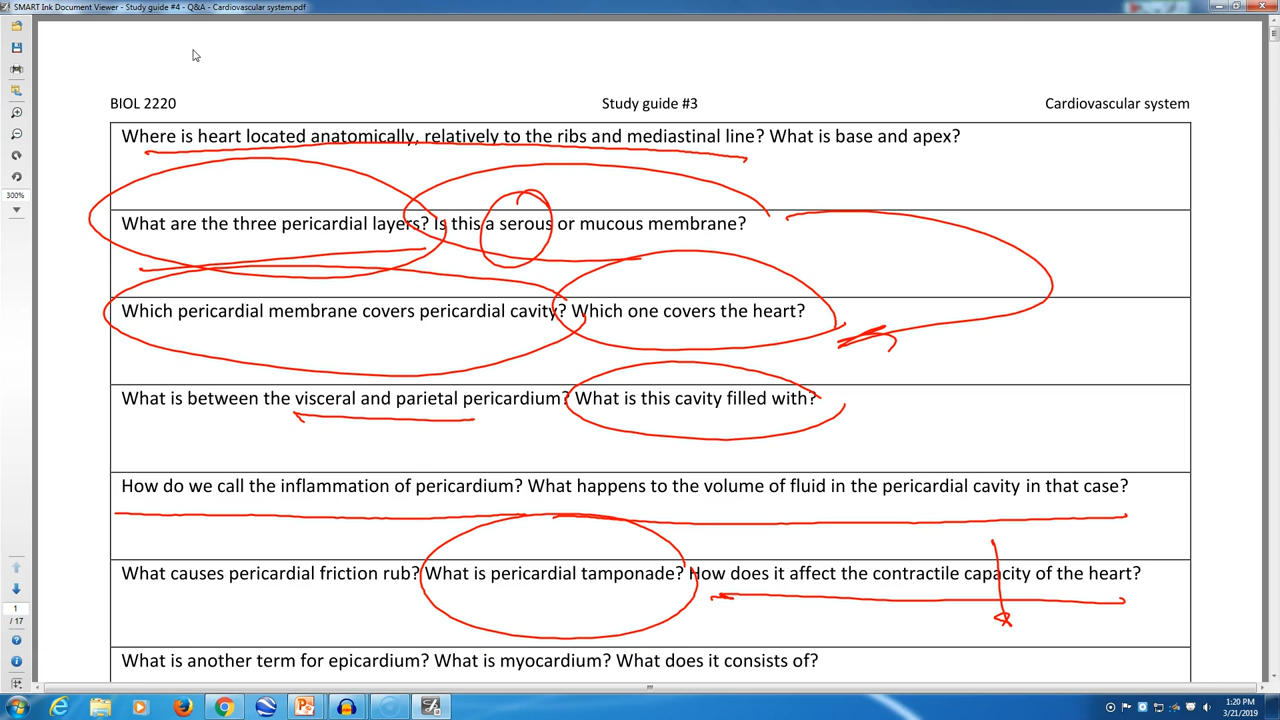 SMART Ink Document Viewer - Study guide #4 - Q&A - Cardiovascular system.pdf
300%
BIOL 2220 Study guide #3 Cardiovascular system
Where is heart located anatomically, relatively to the ribs and mediastinal line? What is base and apex?
What are the three pericardial layers? Is this a serous or mucous membrane?
Which pericardial membrane covers pericardial cavity? Which one covers the heart?
What is between the visceral and parietal pericardium? What is this cavity filled with?
How do we call the inflammation of pericardium? What happens to the volume of fluid in the pericardial cavity in that case?
What causes pericardial friction rub? What is pericardial tamponade? How does it affect the contractile capacity of the heart?
1
/ 17
What is another term for epicardium? What is myocardium? What does it consists of?
1:20 PM
3/21/2019